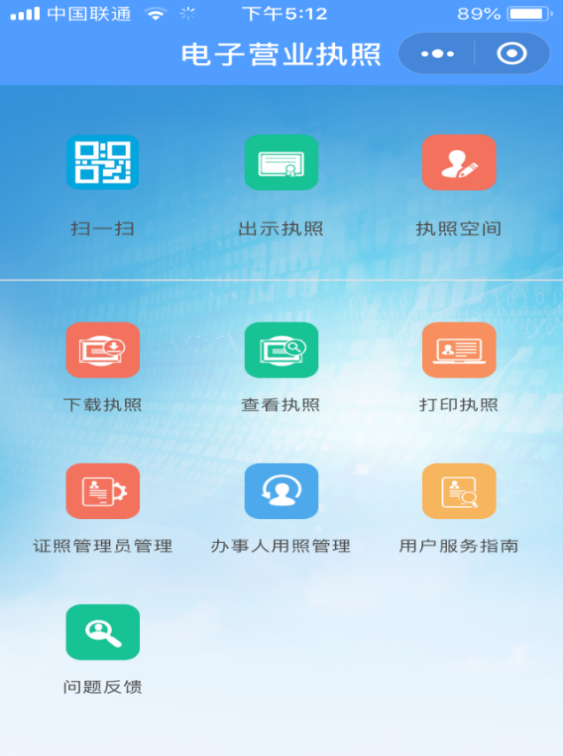 中国联通 下午5:12 89%
电子营业执照
扫一扫 出示执照 执照空间
下载执照 查看执照 打印执照
证照管理员管理 办事人用照管理 用户服务指南
问题反馈